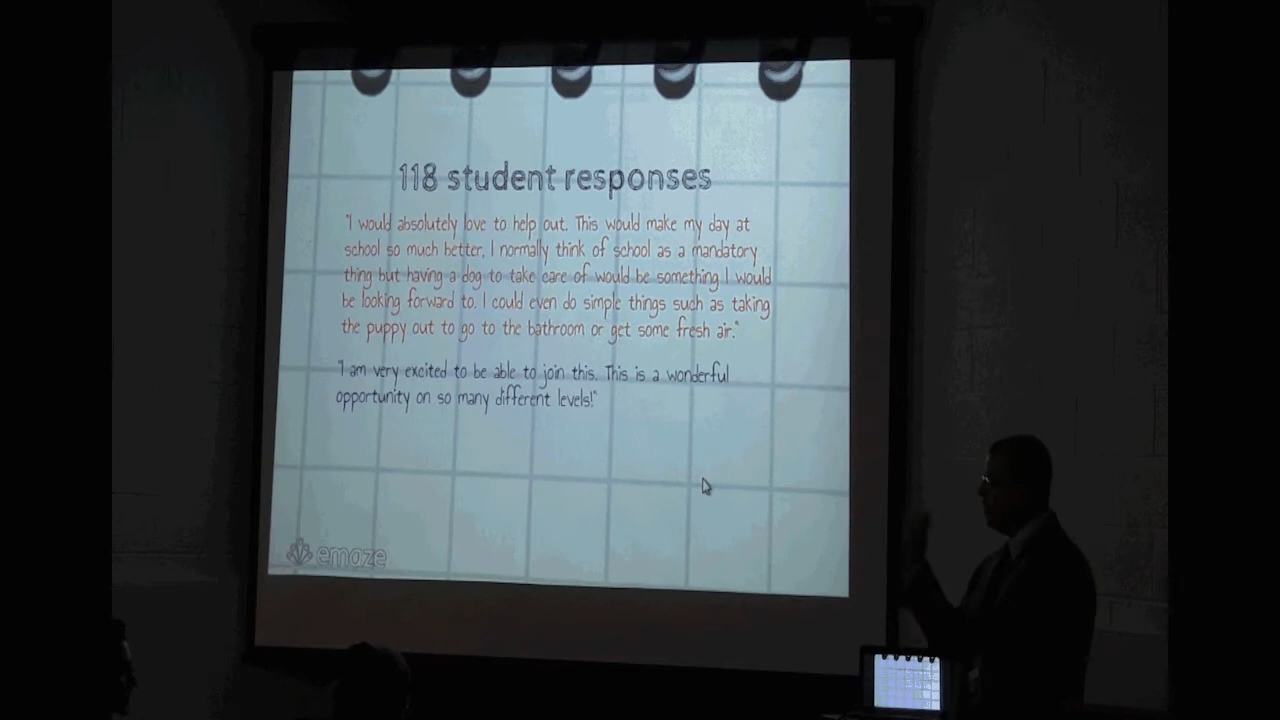 118 student responses
"I would absolutely love to help out. This would make my day at
school so much better, I normally think of school as a mandatory
thing but having a dog to take care of would be something I would
be looking forward to. I could even do simple things such as taking
the puppy out to go to the bathroom or get some fresh air."
"I am very excited to be able to join this. This is a wonderful
opportunity on so many different levels!"
emaze